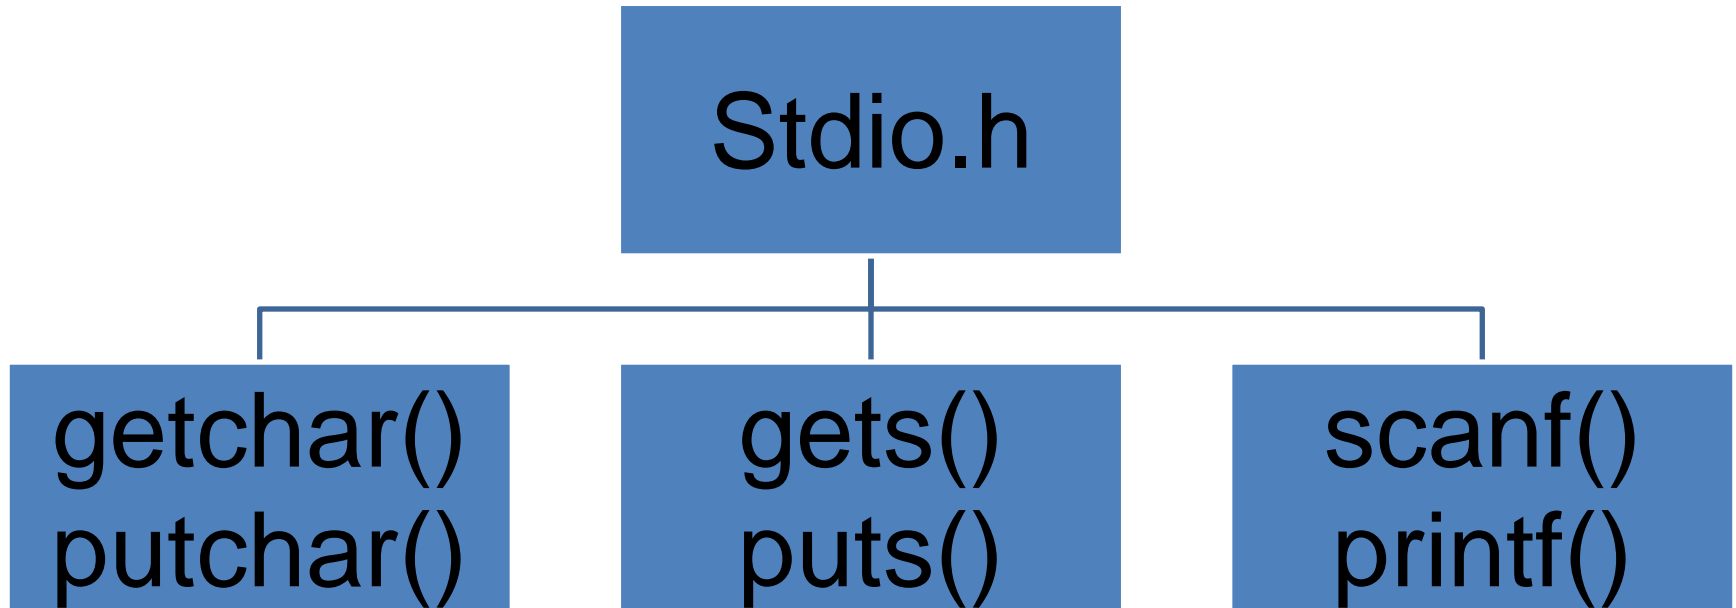 Stdio.h
getchar()
putchar()
gets()
puts()
scanf()
printf()